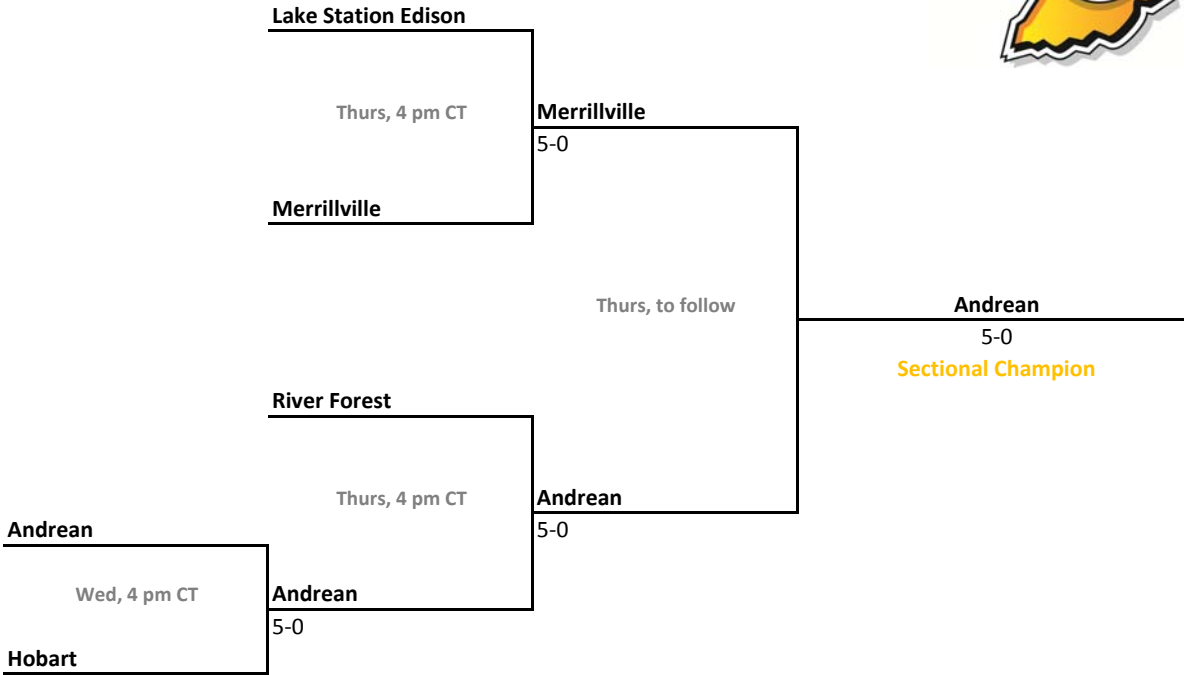 Lake Station Edison
Thurs, 4 pm CT
Merrillville
5-0
Merrillville
Thurs, to follow
Andrean
5-0
Sectional Champion
River Forest
Thurs, 4 pm CT
Andrean
5-0
Andrean
Wed, 4 pm CT
Andrean
5-0
Hobart